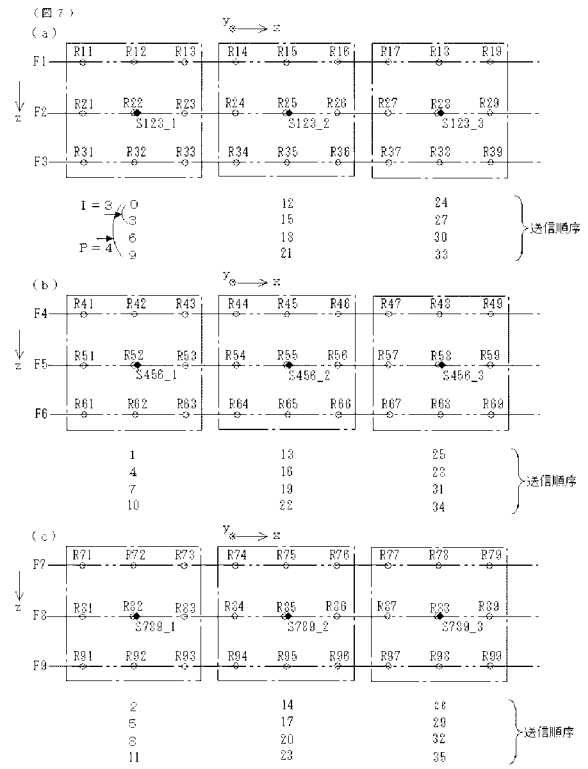 (図7)
(a)
y x
R11 R12 R13 R14 R15 R16 R17 R18 R19
F1
R21 R22 R23 R24 R25 R26 R27 R28 R29
F2
z
S123_1 S123_2 S123_3
R31 R32 R33 R34 R35 R36 R37 R38 R39
F3
I=3 0 12 24
3 15 27
送信順序
6 18 30
P=4 9 21 33
(b)
y x
R41 R42 R43 R44 R45 R46 R47 R48 R49
F4
R51 R52 R53 R54 R55 R56 R57 R58 R59
F5
z
S456_1 S456_2 S456_3
R61 R62 R63 R64 R65 R66 R67 R68 R69
F6
1 13 25
4 16 28
送信順序
7 19 31
10 22 34
(c)
y x
R71 R72 R73 R74 R75 R76 R77 R78 R79
F7
R81 R82 R83 R84 R85 R86 R87 R88 R89
F8
z
S789_1 S789_2 S789_3
R91 R92 R93 R94 R95 R96 R97 R98 R99
F9
2 14 26
5 17 29
送信順序
8 20 32
11 23 35